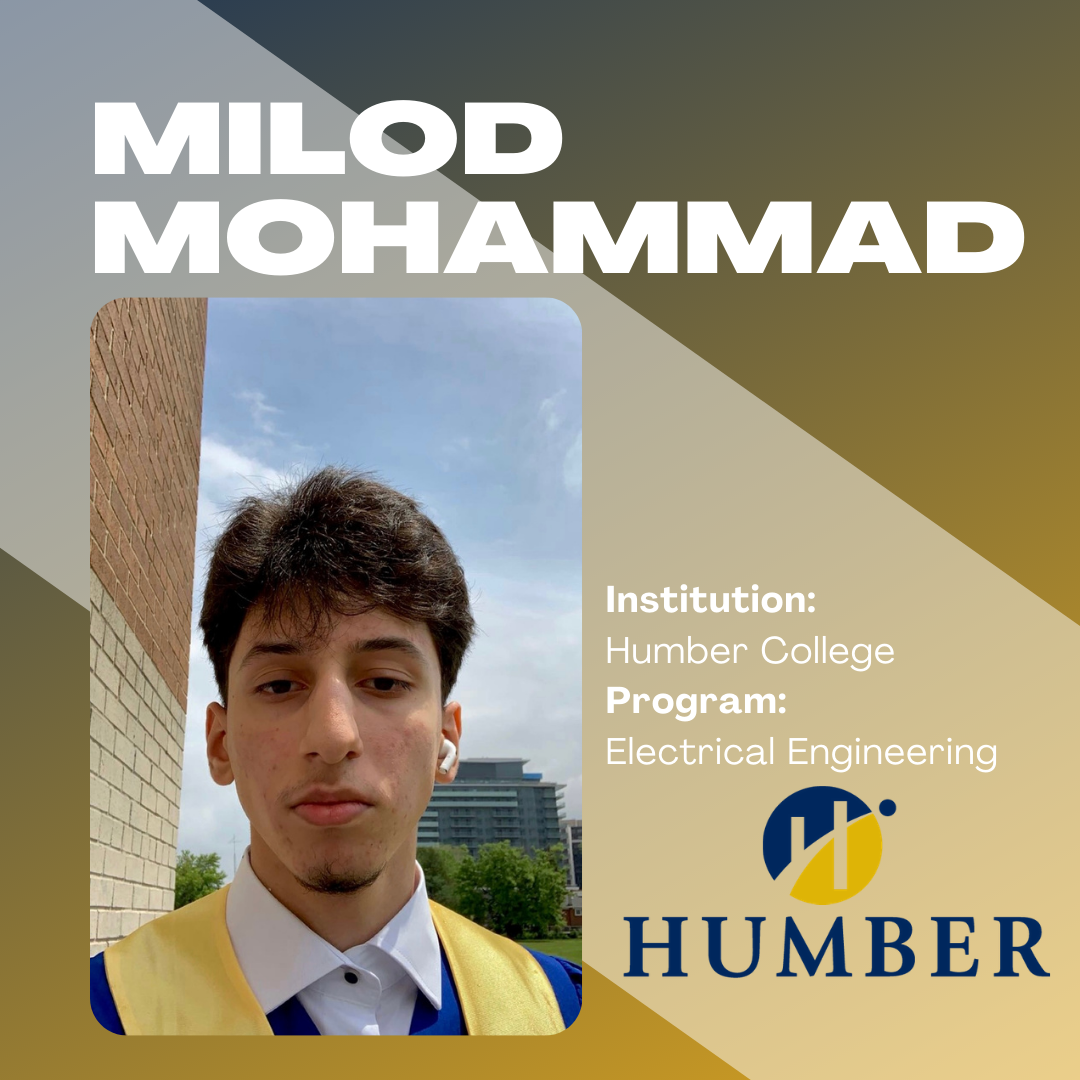 MILOD
MOHAMMAD
Institution:
Humber College
Program:
Electrical Engineering
HUMBER